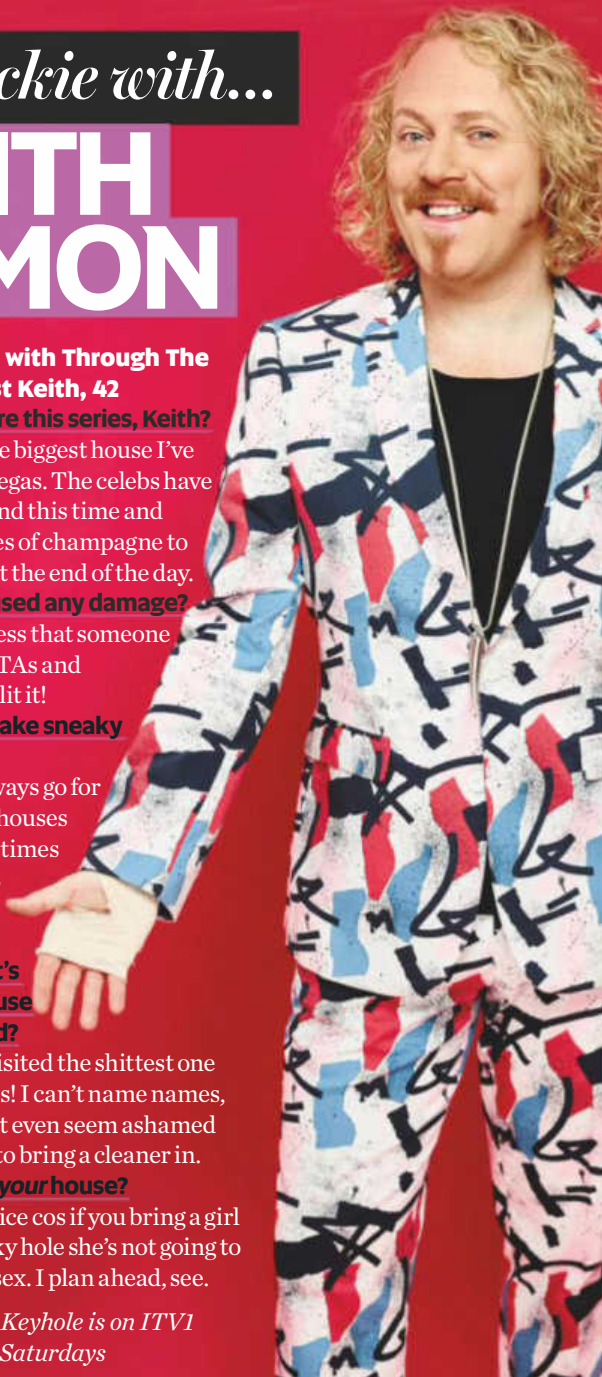 ckie with...
ITH
MON
with Through The
st Keith, 42
re this series, Keith?
e biggest house I've
egas. The celebs have
nd this time and
es of champagne to
t the end of the day.
used any damage?
ess that someone
TAs and
lit it!
ake sneaky
ways go for
houses
times
t's
use
d?
isited the shittest one
s! I can't name names,
t even seem ashamed
to bring a cleaner in.
your house?
ice cos if you bring a girl
ky hole she's not going to
sex. I plan ahead, see.
Keyhole is on ITV1
Saturdays